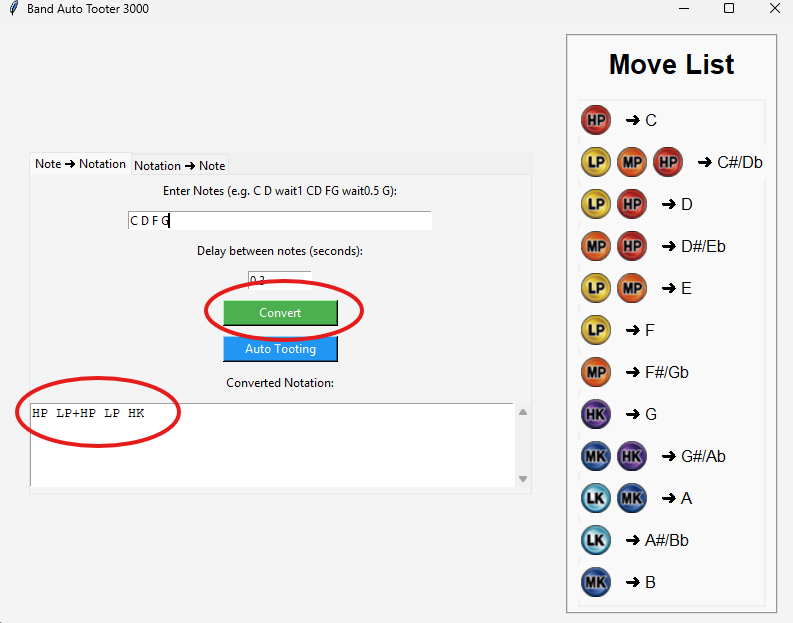 Band Auto Tooter 3000
Note ➔ Notation
Notation ➔ Note
Enter Notes (e.g. C D wait1 CD FG wait0.5 G):
C D F G
Delay between notes (seconds):
Convert
Auto Tooting
Converted Notation:
HP LP+HP LP HK
Move List
HP ➔ C
LP MP HP ➔ C#/Db
LP HP ➔ D
MP HP ➔ D#/Eb
LP MP ➔ E
LP ➔ F
MP ➔ F#/Gb
HK ➔ G
MK HK ➔ G#/Ab
LK MK ➔ A
LK ➔ A#/Bb
MK ➔ B